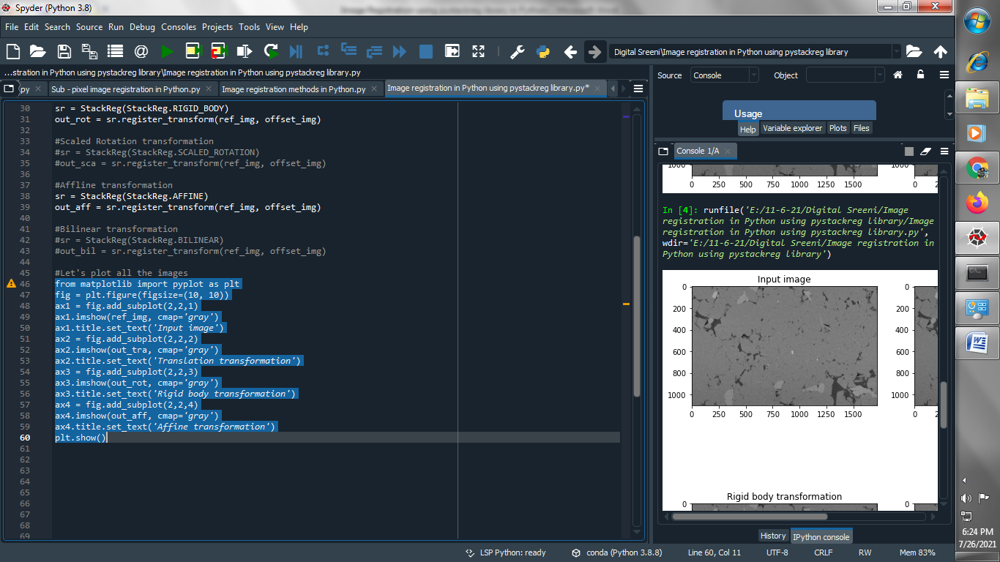 Spyder (Python 3.8)
File Edit Search Source Run Debug Consoles Projects Tools View Help
Digital Sreeni\Image registration in Python using pystackreg library
...stration in Python using pystackreg library\Image registration in Python using pystackreg library.py
py Sub - pixel image registration in Python.py Image registration methods in Python.py Image registration in Python using pystackreg library.py*
30 sr = StackReg(StackReg.RIGID_BODY)
31 out_rot = sr.register_transform(ref_img, offset_img)
32
33 #Scaled Rotation transformation
34 #sr = StackReg(StackReg.SCALED_ROTATION)
35 #out_sca = sr.register_transform(ref_img, offset_img)
36
37 #Affline transformation
38 sr = StackReg(StackReg.AFFINE)
39 out_aff = sr.register_transform(ref_img, offset_img)
40
41 #Bilinear transformation
42 #sr = StackReg(StackReg.BILINEAR)
43 #out_bil = sr.register_transform(ref_img, offset_img)
44
45 #Let's plot all the images
46 from matplotlib import pyplot as plt
47 fig = plt.figure(figsize=(10, 10))
48 ax1 = fig.add_subplot(2,2,1)
49 ax1.imshow(ref_img, cmap='gray')
50 ax1.title.set_text('Input image')
51 ax2 = fig.add_subplot(2,2,2)
52 ax2.imshow(out_tra, cmap='gray')
53 ax2.title.set_text('Translation transformation')
54 ax3 = fig.add_subplot(2,2,3)
55 ax3.imshow(out_rot, cmap='gray')
56 ax3.title.set_text('Rigid body transformation')
57 ax4 = fig.add_subplot(2,2,4)
58 ax4.imshow(out_aff, cmap='gray')
59 ax4.title.set_text('Affine transformation')
60 plt.show()
61
62
63
64
65
66
67
68
69
Source Console Object
Usage
Help Variable explorer Plots Files
Console 1/A
1000
0 250 500 750 1000 1250 1500
In [4]: runfile('E:/11-6-21/Digital Sreeni/Image
registration in Python using pystackreg library/Image
registration in Python using pystackreg library.py',
wdir='E:/11-6-21/Digital Sreeni/Image registration in
Python using pystackreg library')
Input image
0 0
200 200
400 400
600 600
800 800
1000 1000
0 250 500 750 1000 1250 1500 0
Rigid body transformation
0 0
History IPython console
LSP Python: ready conda (Python 3.8.8) Line 60, Col 11 UTF-8 CRLF RW Mem 83%
6:24 PM
7/26/2021